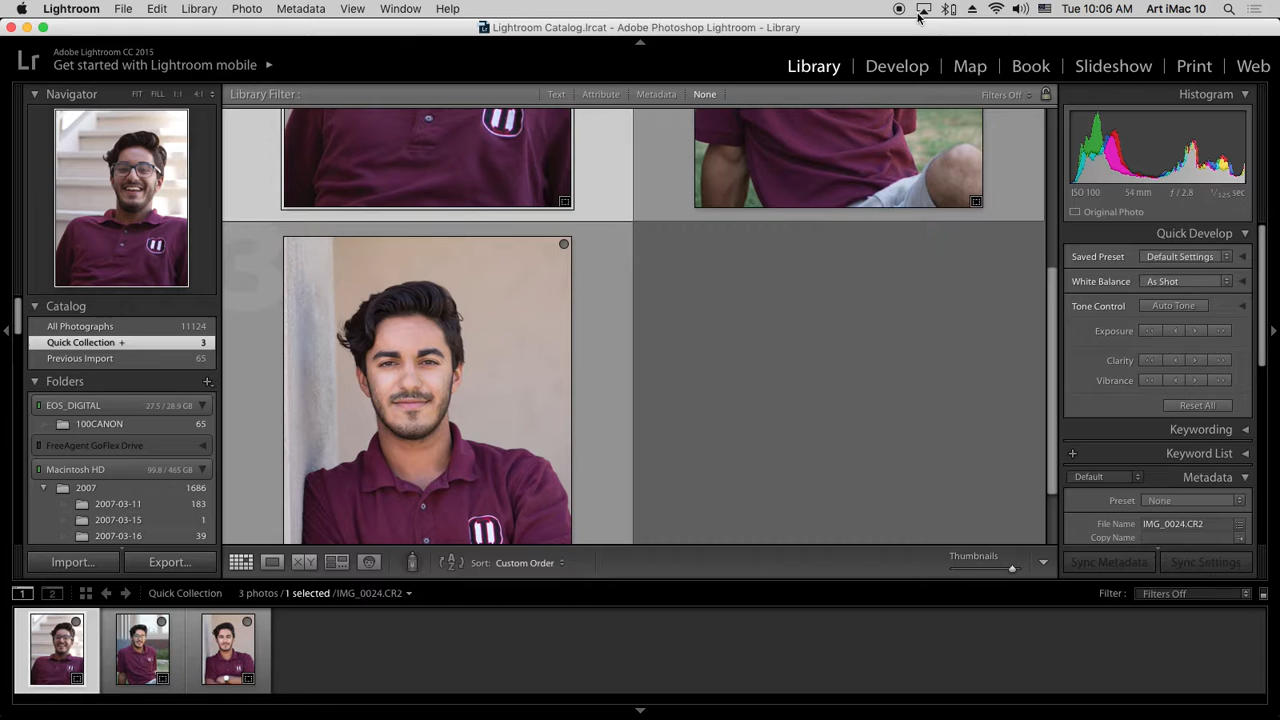 Lightroom File Edit Library Photo Metadata View Window Help Tue 10:06 AM Art iMac 10
Lightroom Catalog.lrcat - Adobe Photoshop Lightroom - Library
Lr Adobe Lightroom CC 2015
Get started with Lightroom mobile
Library Develop Map Book Slideshow Print Web
Navigator FIT FILL 1:1 4:1
Library Filter: Text Attribute Metadata None Filters Off
Histogram
ISO 100 54 mm ƒ / 2.8 1/125 sec
Original Photo
Quick Develop
Saved Preset Default Settings
White Balance As Shot
Tone Control Auto Tone
Exposure
Clarity
Vibrance
Reset All
Keywording
Keyword List
Default Metadata
Preset None
File Name IMG_0024.CR2
Copy Name
Sync Metadata Sync Settings
Catalog
All Photographs 11124
Quick Collection + 3
Previous Import 65
Folders
EOS_DIGITAL 27.5 / 28.9 GB
100CANON 65
FreeAgent GoFlex Drive
Macintosh HD 99.8 / 465 GB
2007 1686
2007-03-11 183
2007-03-15 1
2007-03-16 39
Import... Export...
3
XY Sort: Custom Order Thumbnails
1 2 Quick Collection 3 photos / 1 selected / IMG_0024.CR2 Filter : Filters Off